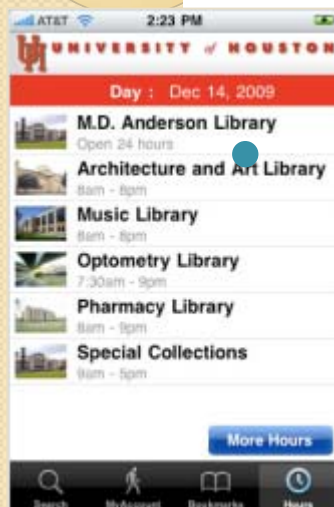 AT&T 2:23 PM
UH UNIVERSITY of HOUSTON
Day : Dec 14, 2009
M.D. Anderson Library
Open 24 hours
Architecture and Art Library
8am - 8pm
Music Library
8am - 8pm
Optometry Library
7:30am - 9pm
Pharmacy Library
8am - 9pm
Special Collections
9am - 5pm
More Hours
Search MyAccount Bookmarks Hours